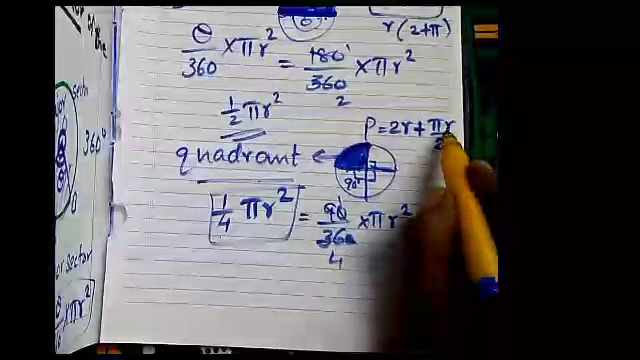 r(2+π)
θ/360 ×πr² = 180/360 ×πr²
2
1/2 πr²
P=2r+πr/2
quadrant ←
90°
1/4 πr² = 90/360 ×πr²
4
360°
sector
×πr²